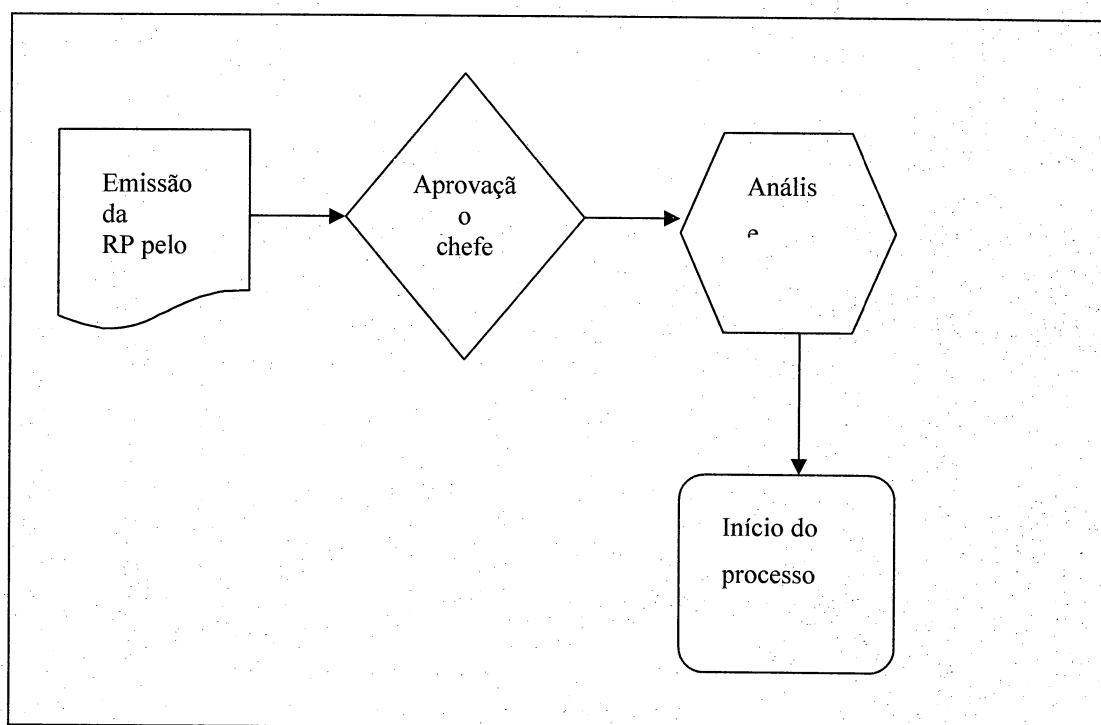 Emissão
da
RP pelo
Aprovaçã
o
chefe
Anális
e
Início do
processo